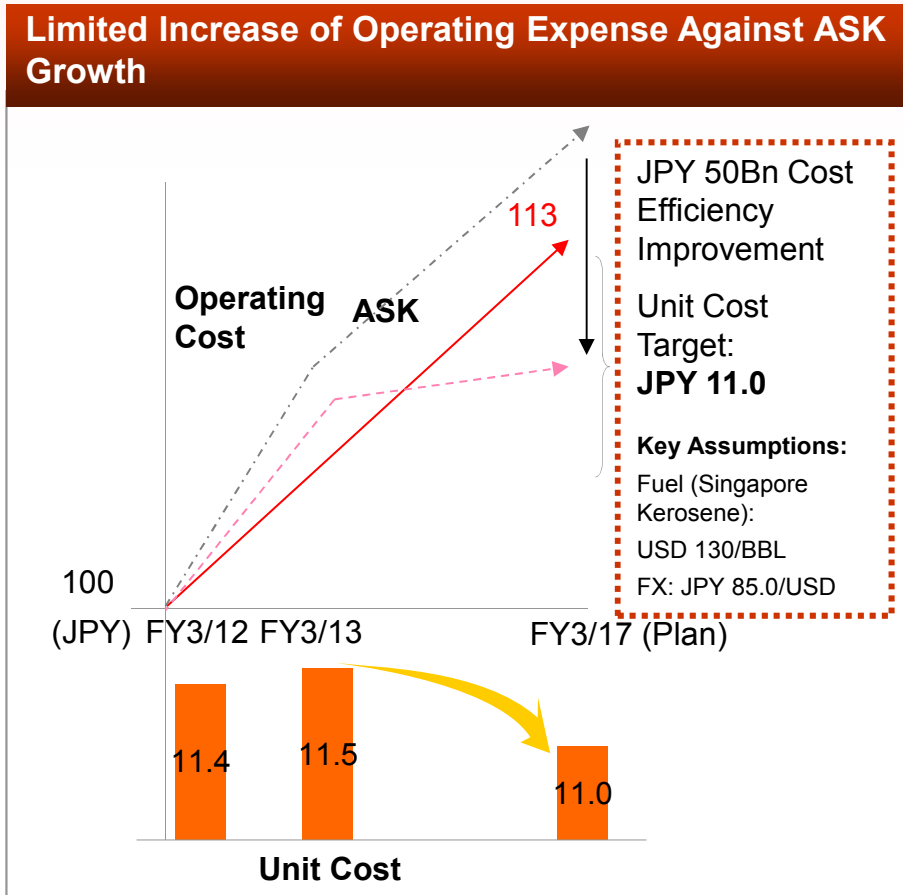 Limited Increase of Operating Expense Against ASK
Growth
113
Operating
Cost
ASK
JPY 50Bn Cost
Efficiency
Improvement
Unit Cost
Target:
JPY 11.0
Key Assumptions:
Fuel (Singapore
Kerosene):
USD 130/BBL
FX: JPY 85.0/USD
100
(JPY) FY3/12 FY3/13 FY3/17 (Plan)
11.4 11.5 11.0
Unit Cost